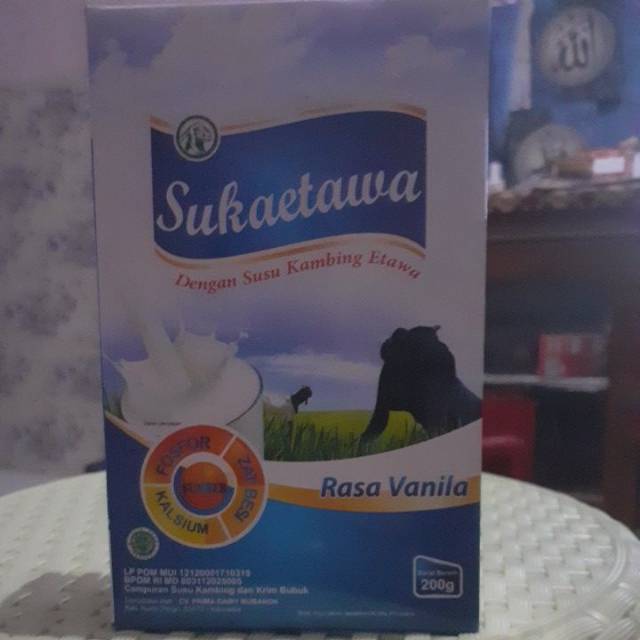 Sukaetawa
Dengan Susu Kambing Etawa
FOSFOR
ZAT BESI
KALSIUM
Rasa Vanila
200g
LP POM MUI 12120001710319
BPOM RI MD 803112025005
Campuran Susu Kambing dan Krim Bubuk